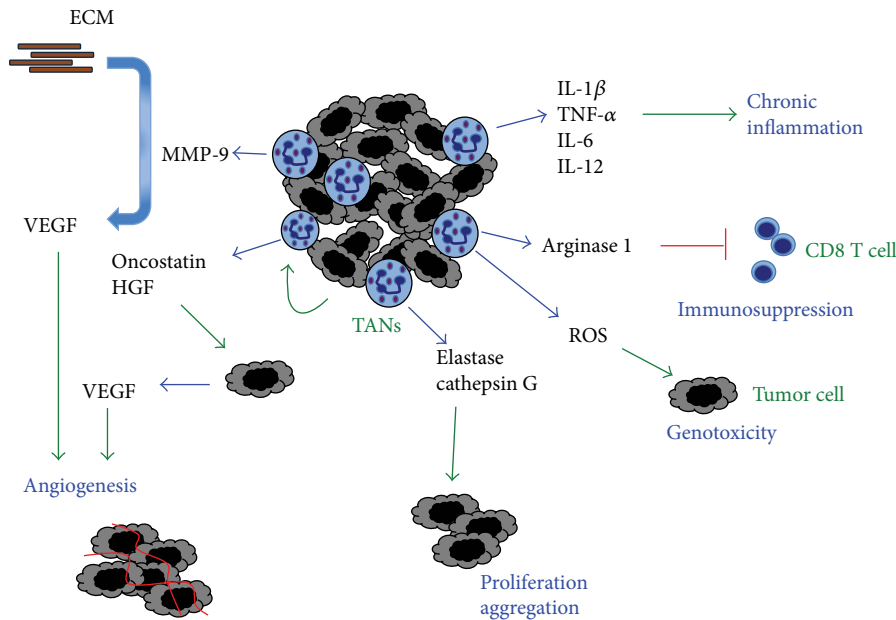 ECM
IL-1β
TNF-α
IL-6
IL-12
Chronic
inflammation
MMP-9
VEGF
Oncostatin
HGF
Arginase 1
CD8 T cell
Immunosuppression
TANs
ROS
Elastase
cathepsin G
VEGF
Tumor cell
Genotoxicity
Angiogenesis
Proliferation
aggregation